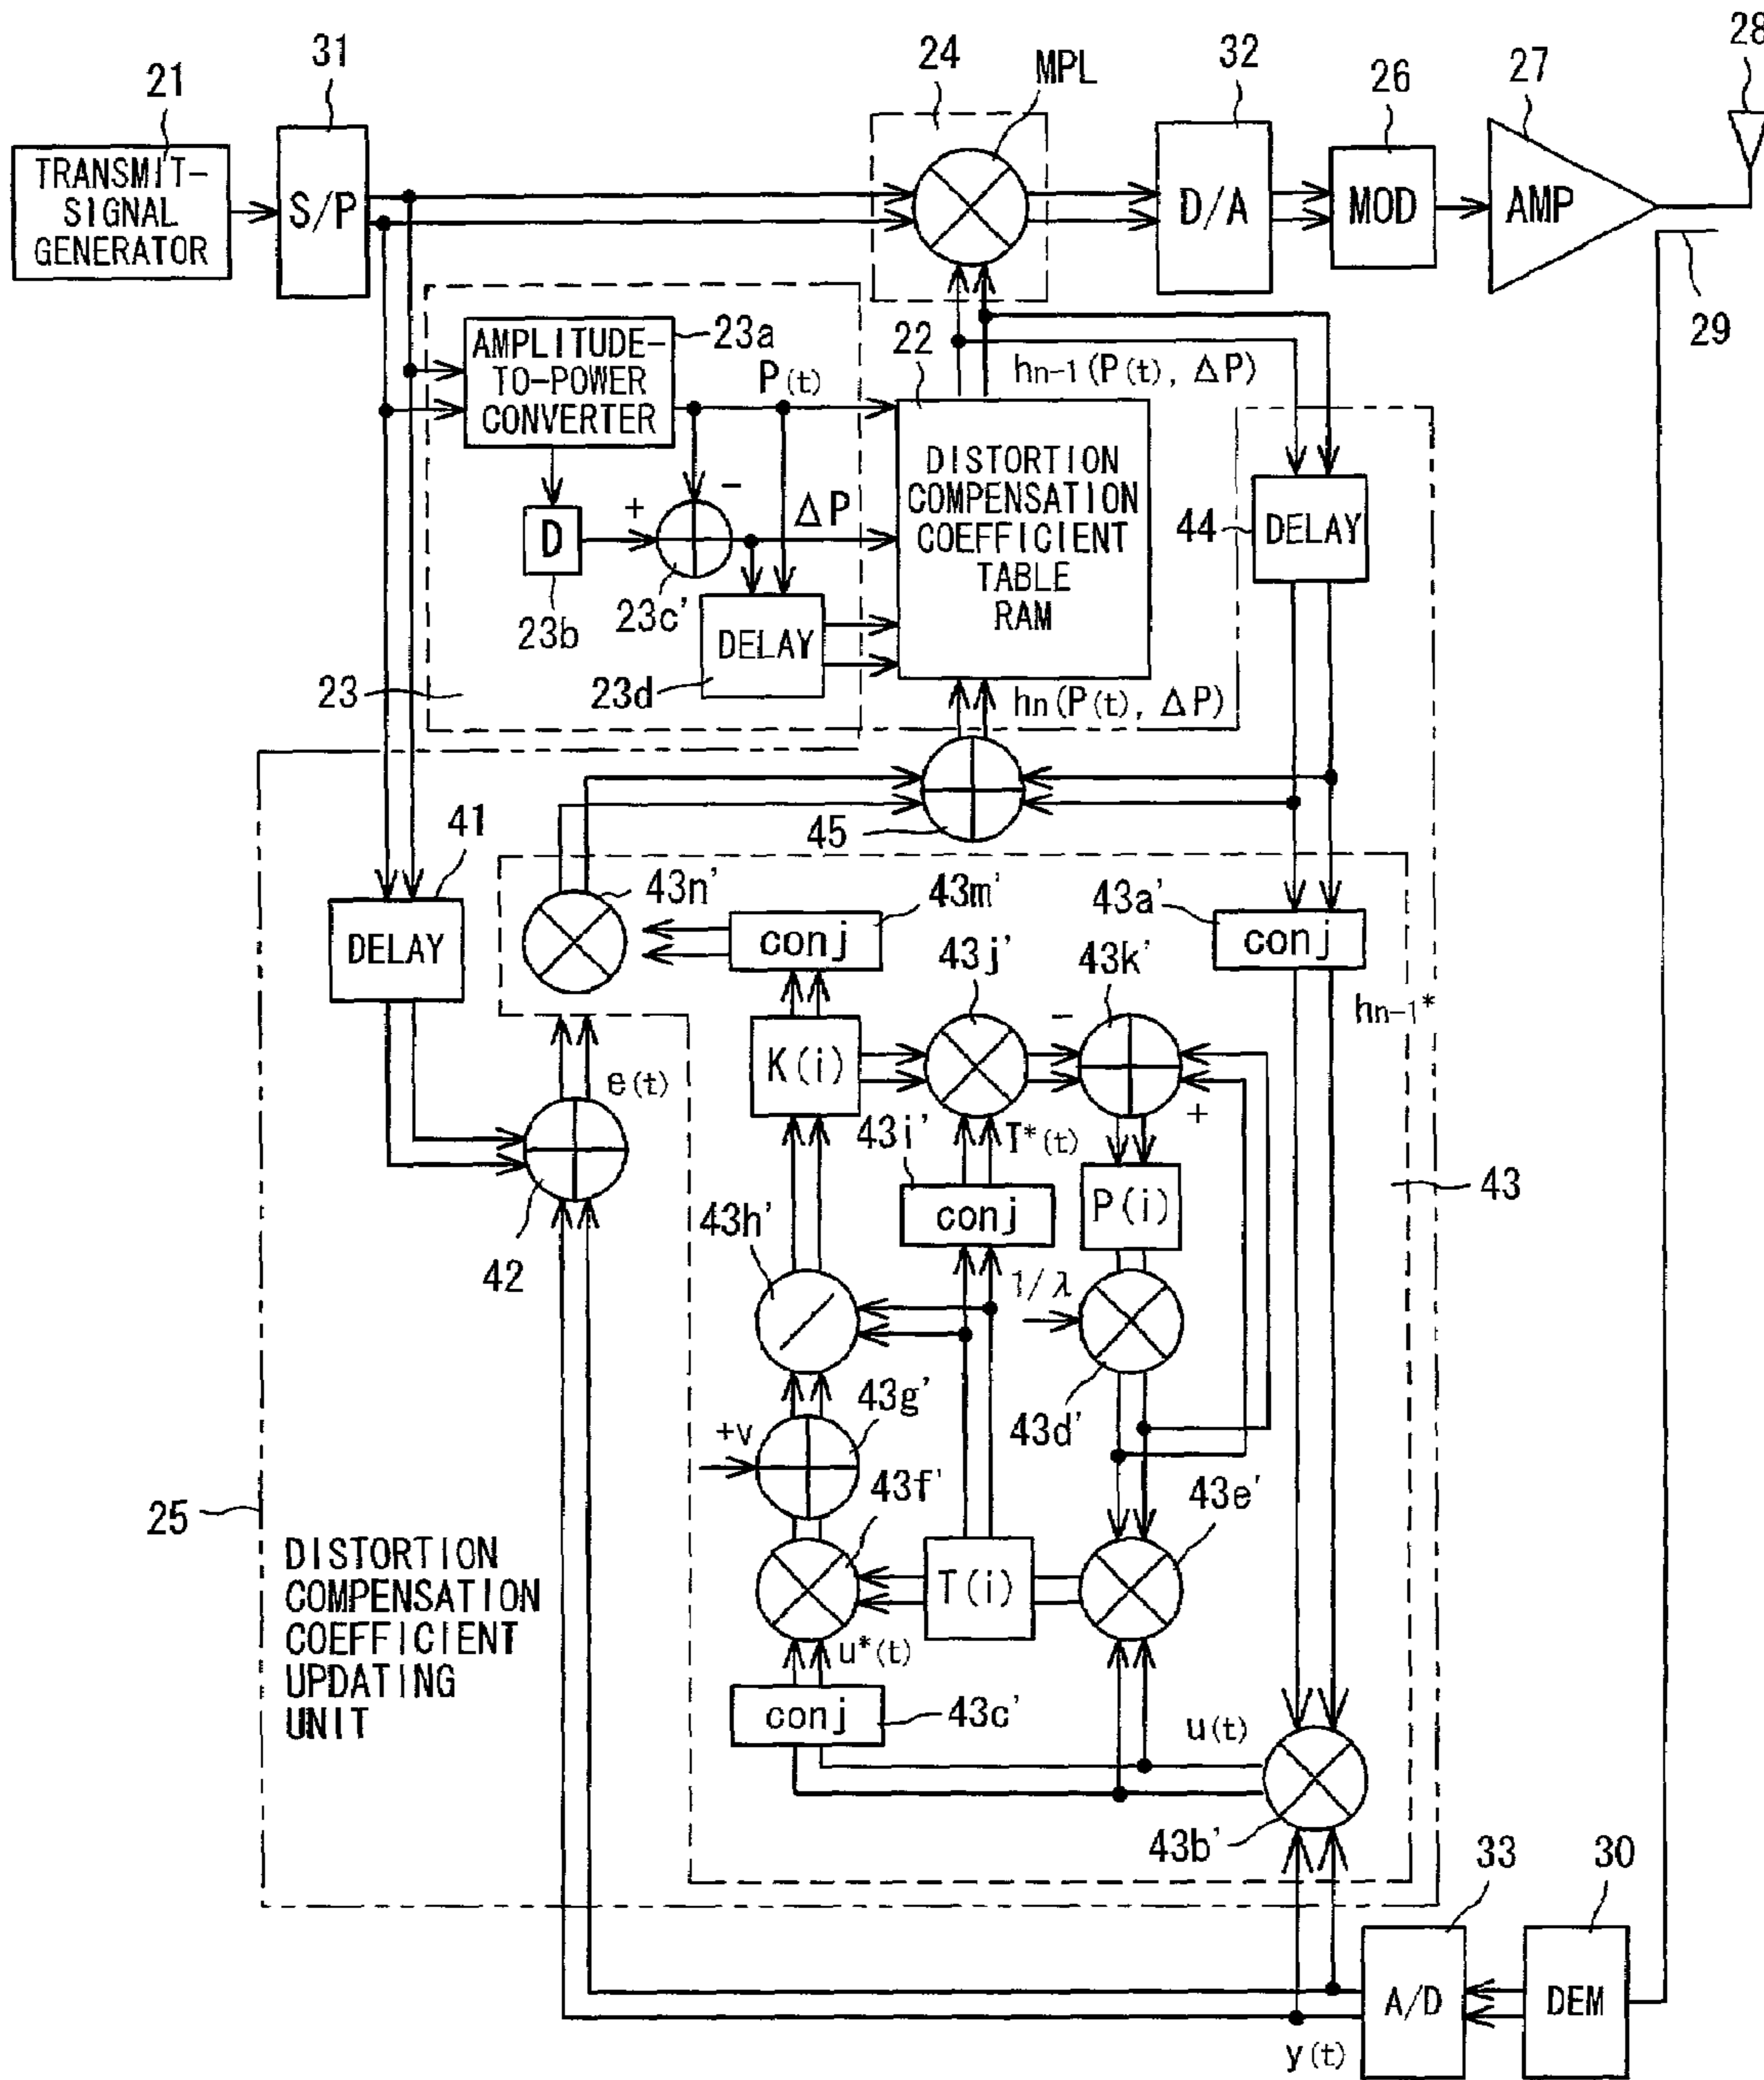 21
TRANSMIT-
SIGNAL
GENERATOR
31
S/P
24
MPL
32
D/A
26
MOD
27
AMP
28
29
AMPLITUDE-
TO-POWER
CONVERTER
23a
P(t)
22
hn-1(P(t), ΔP)
DISTORTION
COMPENSATION
COEFFICIENT
TABLE
RAM
D
23b
+
-
ΔP
23c'
DELAY
23d
23
44
DELAY
hn(P(t), ΔP)
45
41
DELAY
43n'
43m'
conj
43j'
43k'
43a'
conj
hn-1*
K(i)
-
+
e(t)
42
43i'
T*(t)
conj
P(i)
43
43h'
1/λ
43d'
43g'
+v
43f'
43e'
T(i)
u*(t)
25
DISTORTION
COMPENSATION
COEFFICIENT
UPDATING
UNIT
conj
43c'
u(t)
43b'
33
A/D
30
DEM
y(t)